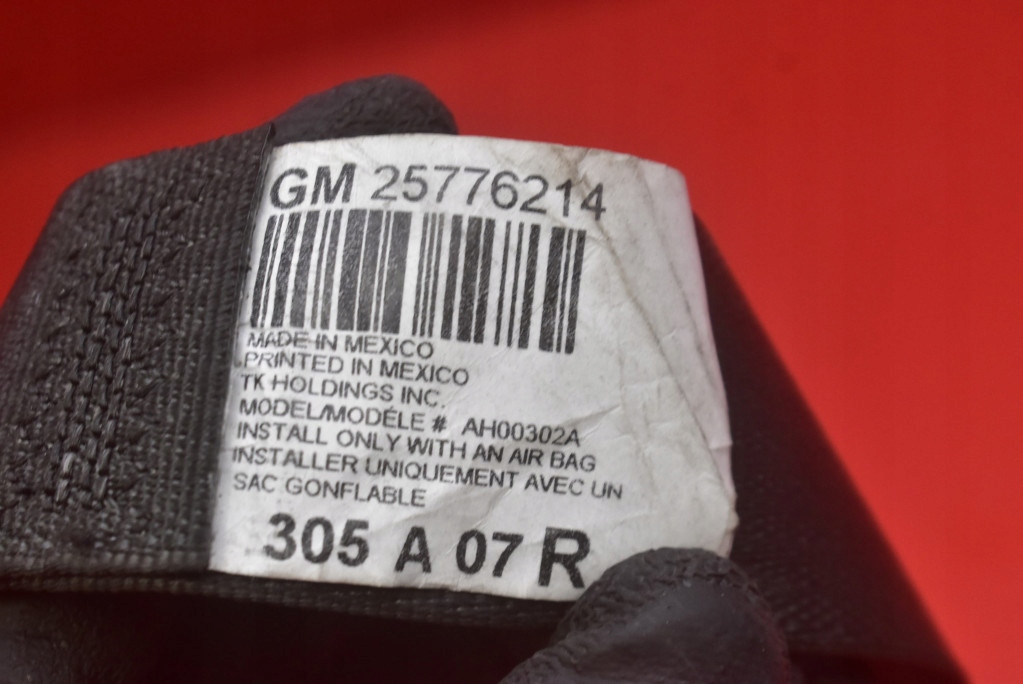 GM 25776214
MADE IN MEXICO
PRINTED IN MEXICO
TK HOLDINGS INC.
MODEL/MODÉLE # AH00302A
INSTALL ONLY WITH AN AIR BAG
INSTALLER UNIQUEMENT AVEC UN
SAC GONFLABLE
305 A 07 R